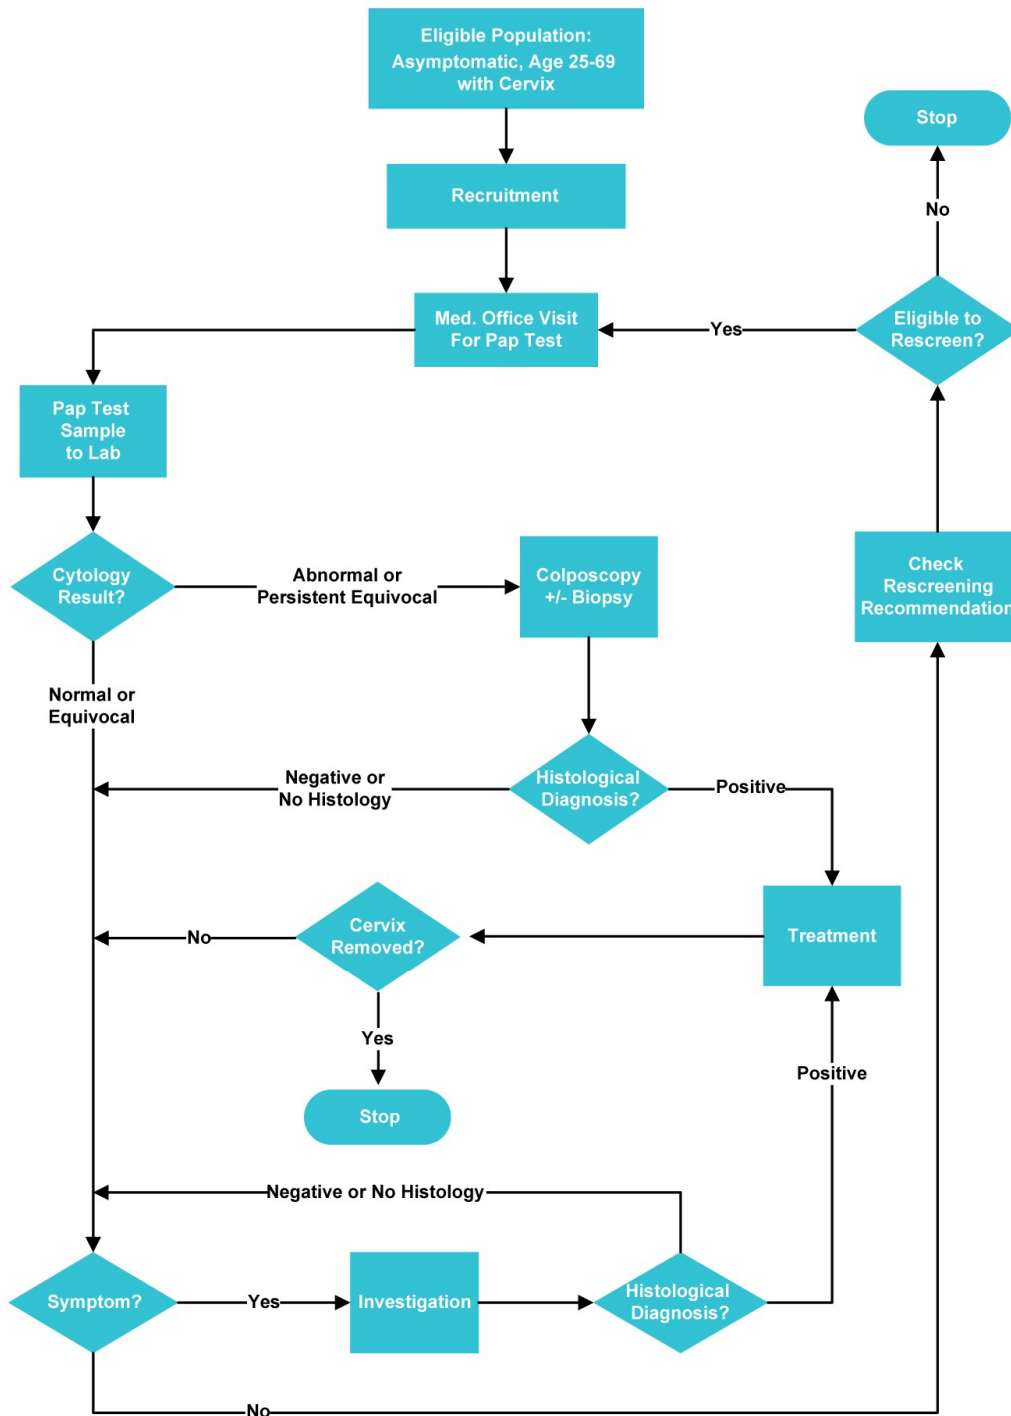 Eligible Population:
Asymptomatic, Age 25-69
with Cervix
Stop
Recruitment
No
Med. Office Visit
For Pap Test
Yes
Eligible to
Rescreen?
Pap Test
Sample
to Lab
Cytology
Result?
Abnormal or
Persistent Equivocal
Colposcopy
+/- Biopsy
Check
Rescreening
Recommendation
Normal or
Equivocal
Negative or
No Histology
Histological
Diagnosis?
Positive
No
Cervix
Removed?
Treatment
Yes
Stop
Positive
Negative or No Histology
Symptom?
Yes
Investigation
Histological
Diagnosis?
No